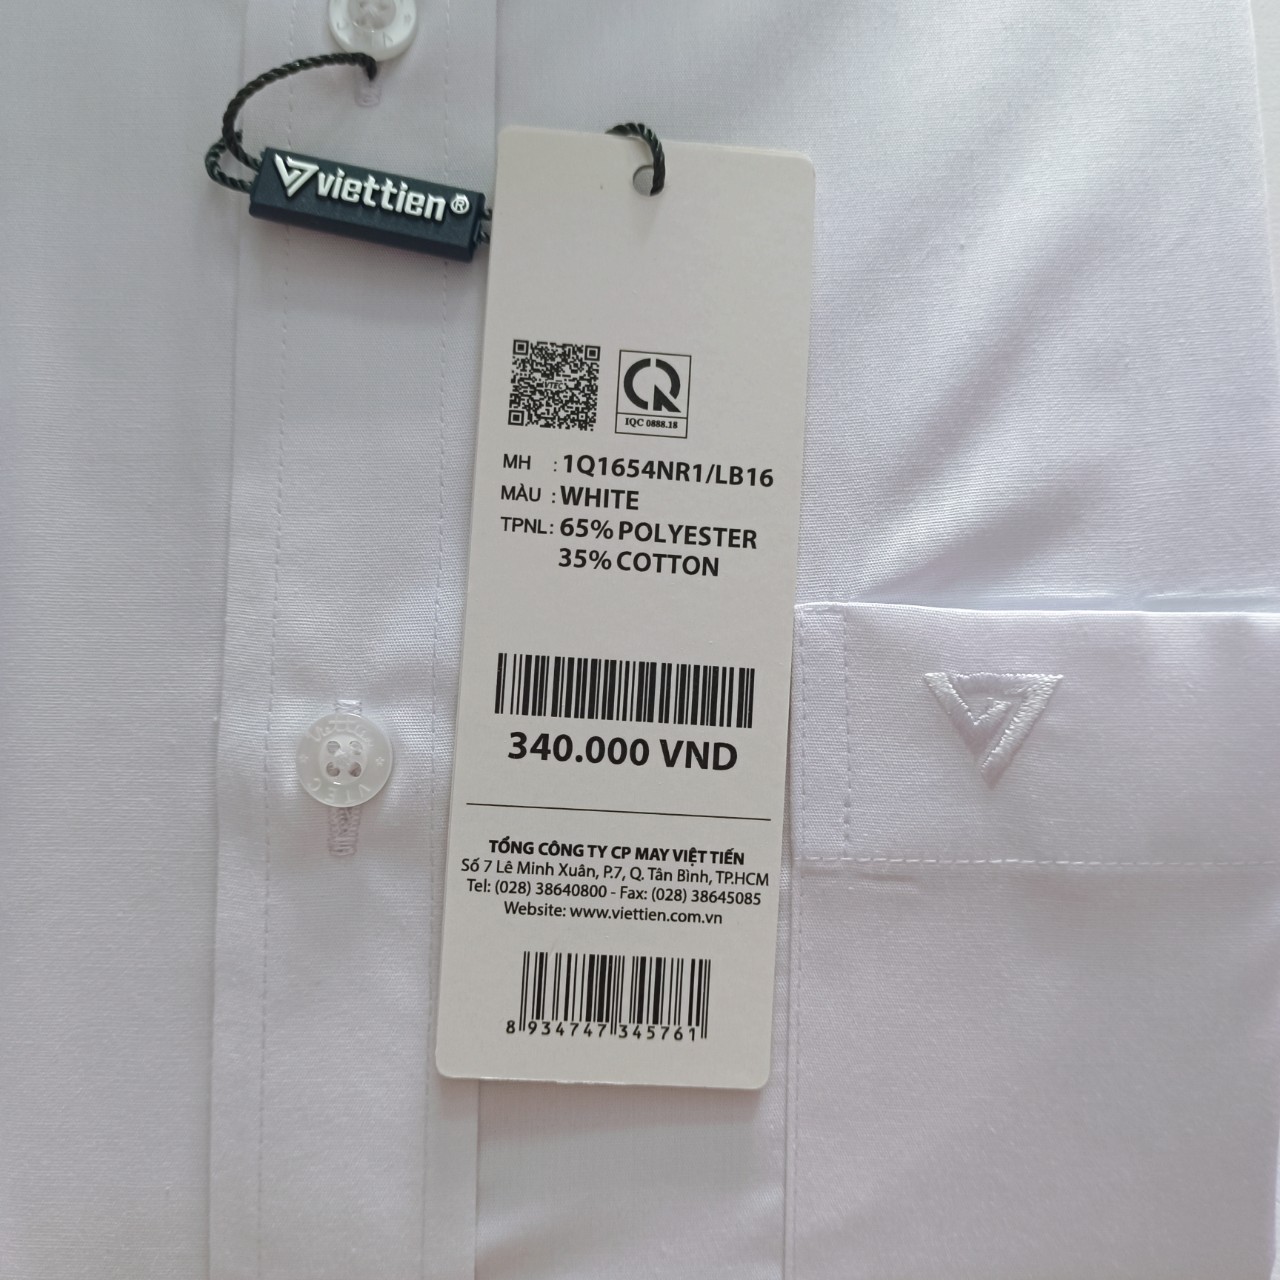 viettien®
VTEC
IQC 0888.18
MH : 1Q1654NR1/LB16
MÀU : WHITE
TPNL: 65% POLYESTER
35% COTTON
340.000 VND
TỔNG CÔNG TY CP MAY VIỆT TIẾN
Số 7 Lê Minh Xuân, P.7, Q. Tân Bình, TP.HCM
Tel: (028) 38640800 - Fax: (028) 38645085
Website: www.viettien.com.vn
8 934747 345761
VTEC